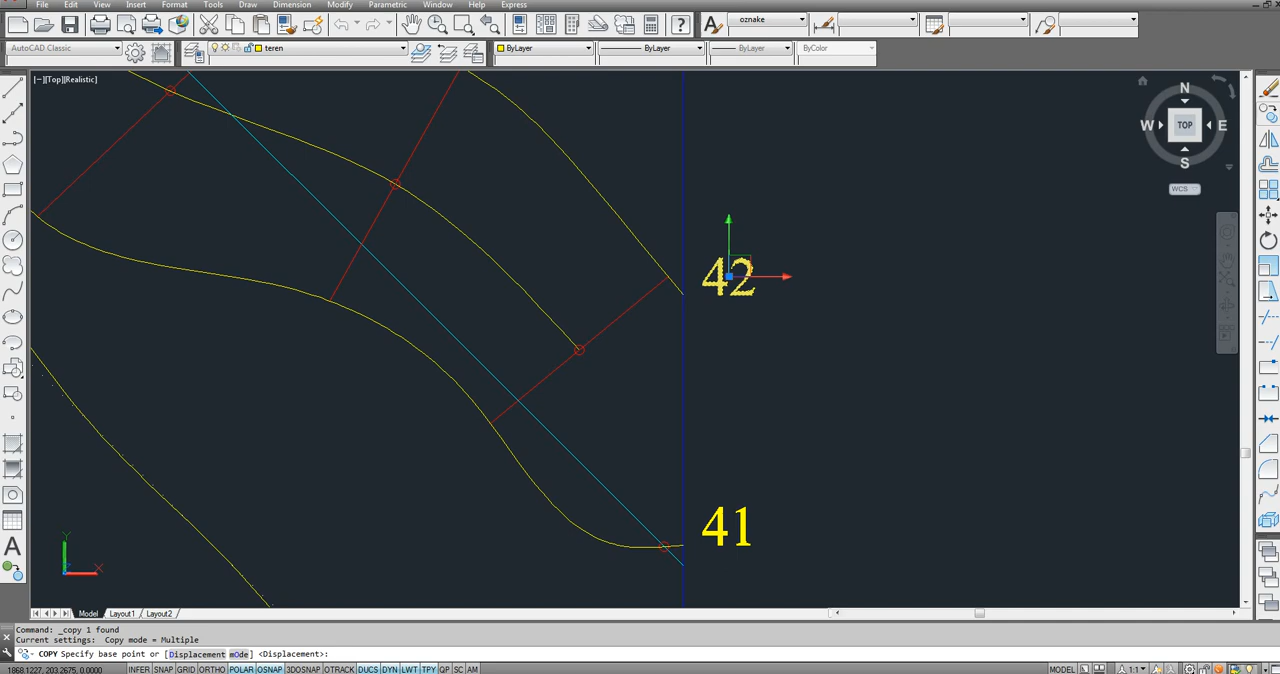 File Edit View Insert Format Tools Draw Dimension Modify Parametric Window Help Express
oznake
AutoCAD Classic teren ByLayer ByLayer ByLayer ByColor
[−][Top][Realistic]
N
W TOP E
S
WCS
42
41
Y
X
Model Layout1 Layout2
Command: _copy 1 found
Current settings: Copy mode = Multiple
COPY Specify base point or [Displacement mOde] <Displacement>:
1868.1227, 203.2675, 0.0000 INFER SNAP GRID ORTHO POLAR OSNAP 3DOSNAP OTRACK DUCS DYN LWT TPY QP SC AM MODEL 1:1